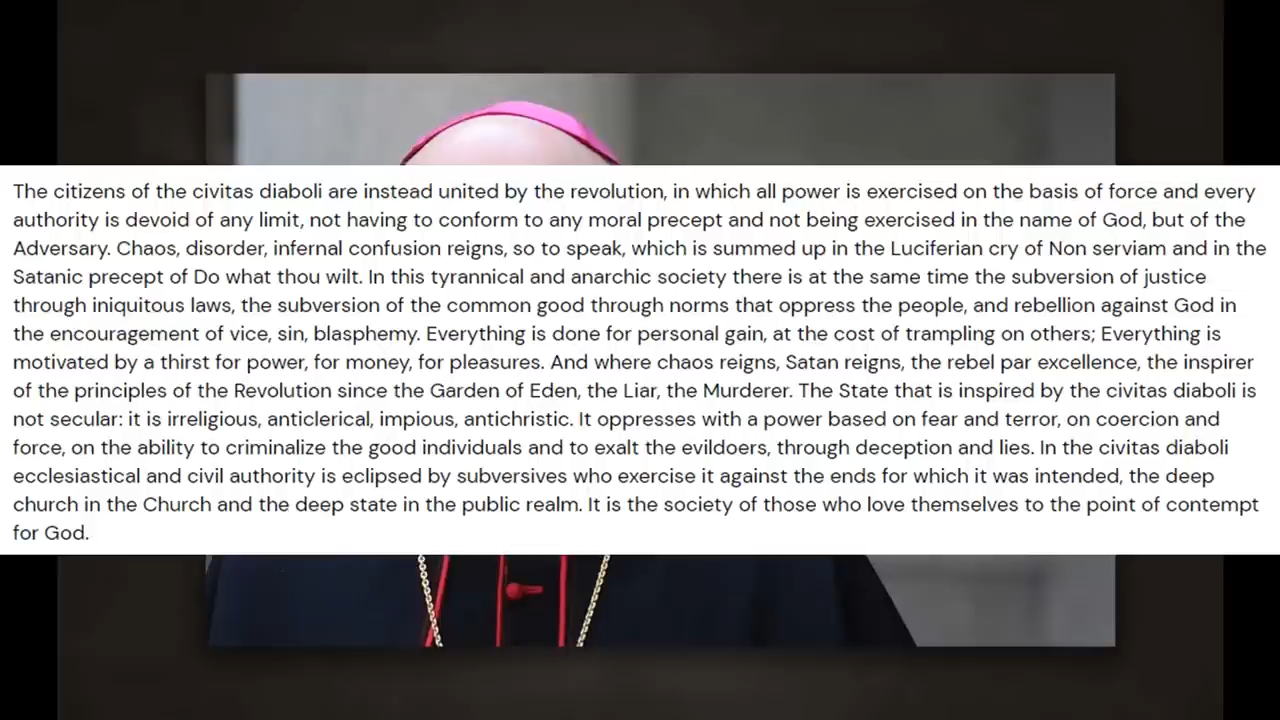 The citizens of the civitas diaboli are instead united by the revolution, in which all power is exercised on the basis of force and every
authority is devoid of any limit, not having to conform to any moral precept and not being exercised in the name of God, but of the
Adversary. Chaos, disorder, infernal confusion reigns, so to speak, which is summed up in the Luciferian cry of Non serviam and in the
Satanic precept of Do what thou wilt. In this tyrannical and anarchic society there is at the same time the subversion of justice
through iniquitous laws, the subversion of the common good through norms that oppress the people, and rebellion against God in
the encouragement of vice, sin, blasphemy. Everything is done for personal gain, at the cost of trampling on others; Everything is
motivated by a thirst for power, for money, for pleasures. And where chaos reigns, Satan reigns, the rebel par excellence, the inspirer
of the principles of the Revolution since the Garden of Eden, the Liar, the Murderer. The State that is inspired by the civitas diaboli is
not secular: it is irreligious, anticlerical, impious, antichristic. It oppresses with a power based on fear and terror, on coercion and
force, on the ability to criminalize the good individuals and to exalt the evildoers, through deception and lies. In the civitas diaboli
ecclesiastical and civil authority is eclipsed by subversives who exercise it against the ends for which it was intended, the deep
church in the Church and the deep state in the public realm. It is the society of those who love themselves to the point of contempt
for God.